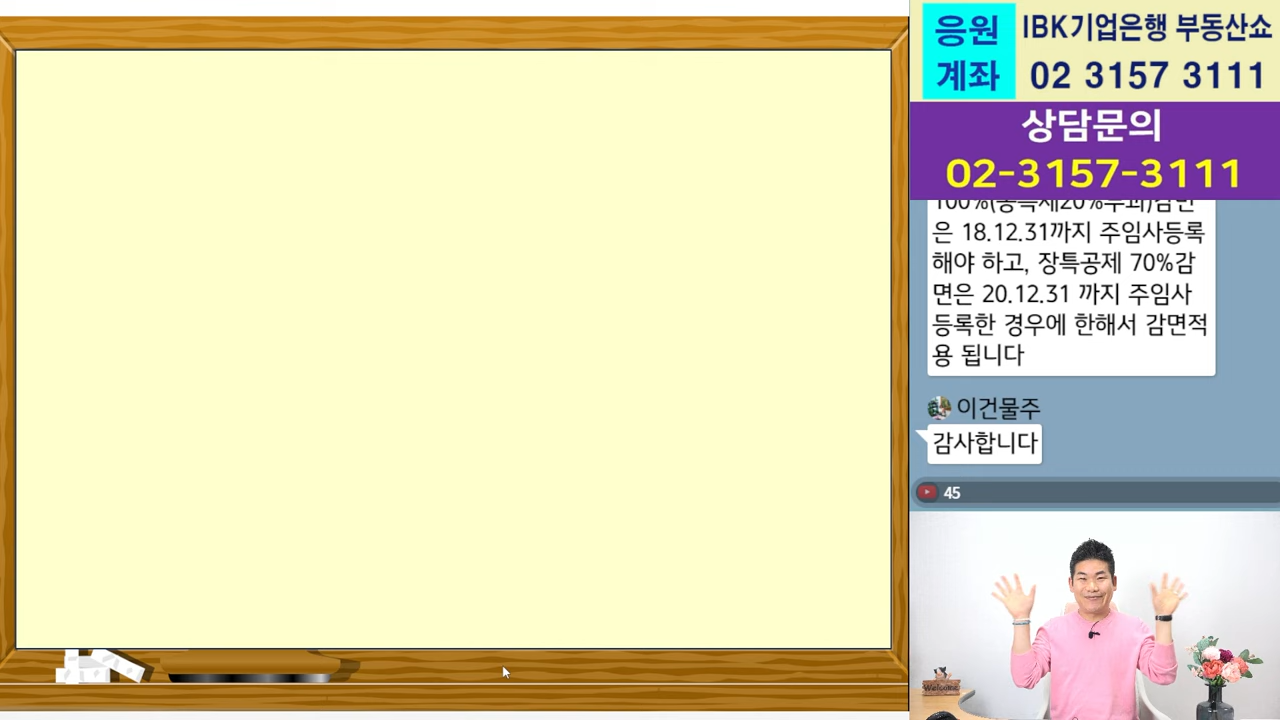 응원
계좌
IBK기업은행 부동산쇼
02 3157 3111
상담문의
02-3157-3111
은 18.12.31까지 주임사등록
해야 하고, 장특공제 70%감
면은 20.12.31 까지 주임사
등록한 경우에 한해서 감면적
용 됩니다
이건물주
감사합니다
45
Welcome